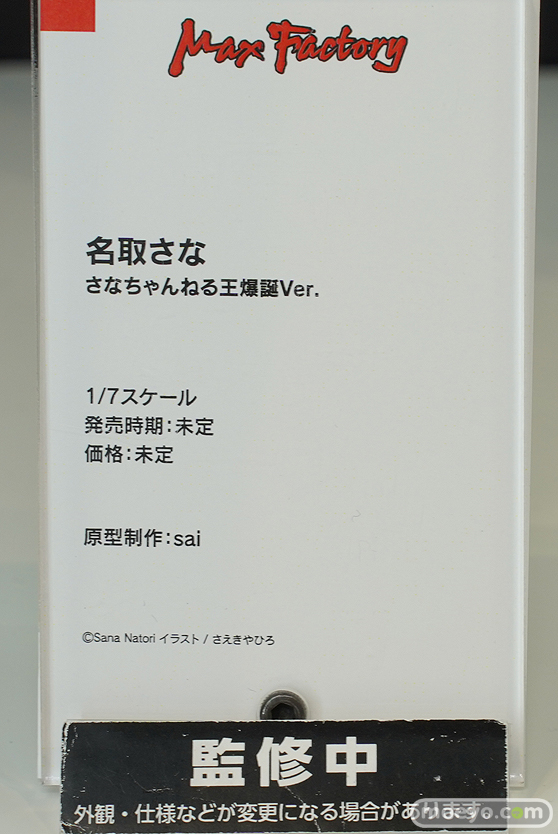 Max Factory
名取さな
さなちゃんねる王爆誕Ver.
1/7スケール
発売時期：未定
価格：未定
原型制作：sai
©Sana Natori イラスト / さえきやひろ
監修中
外観・仕様などが変更になる場合があります。